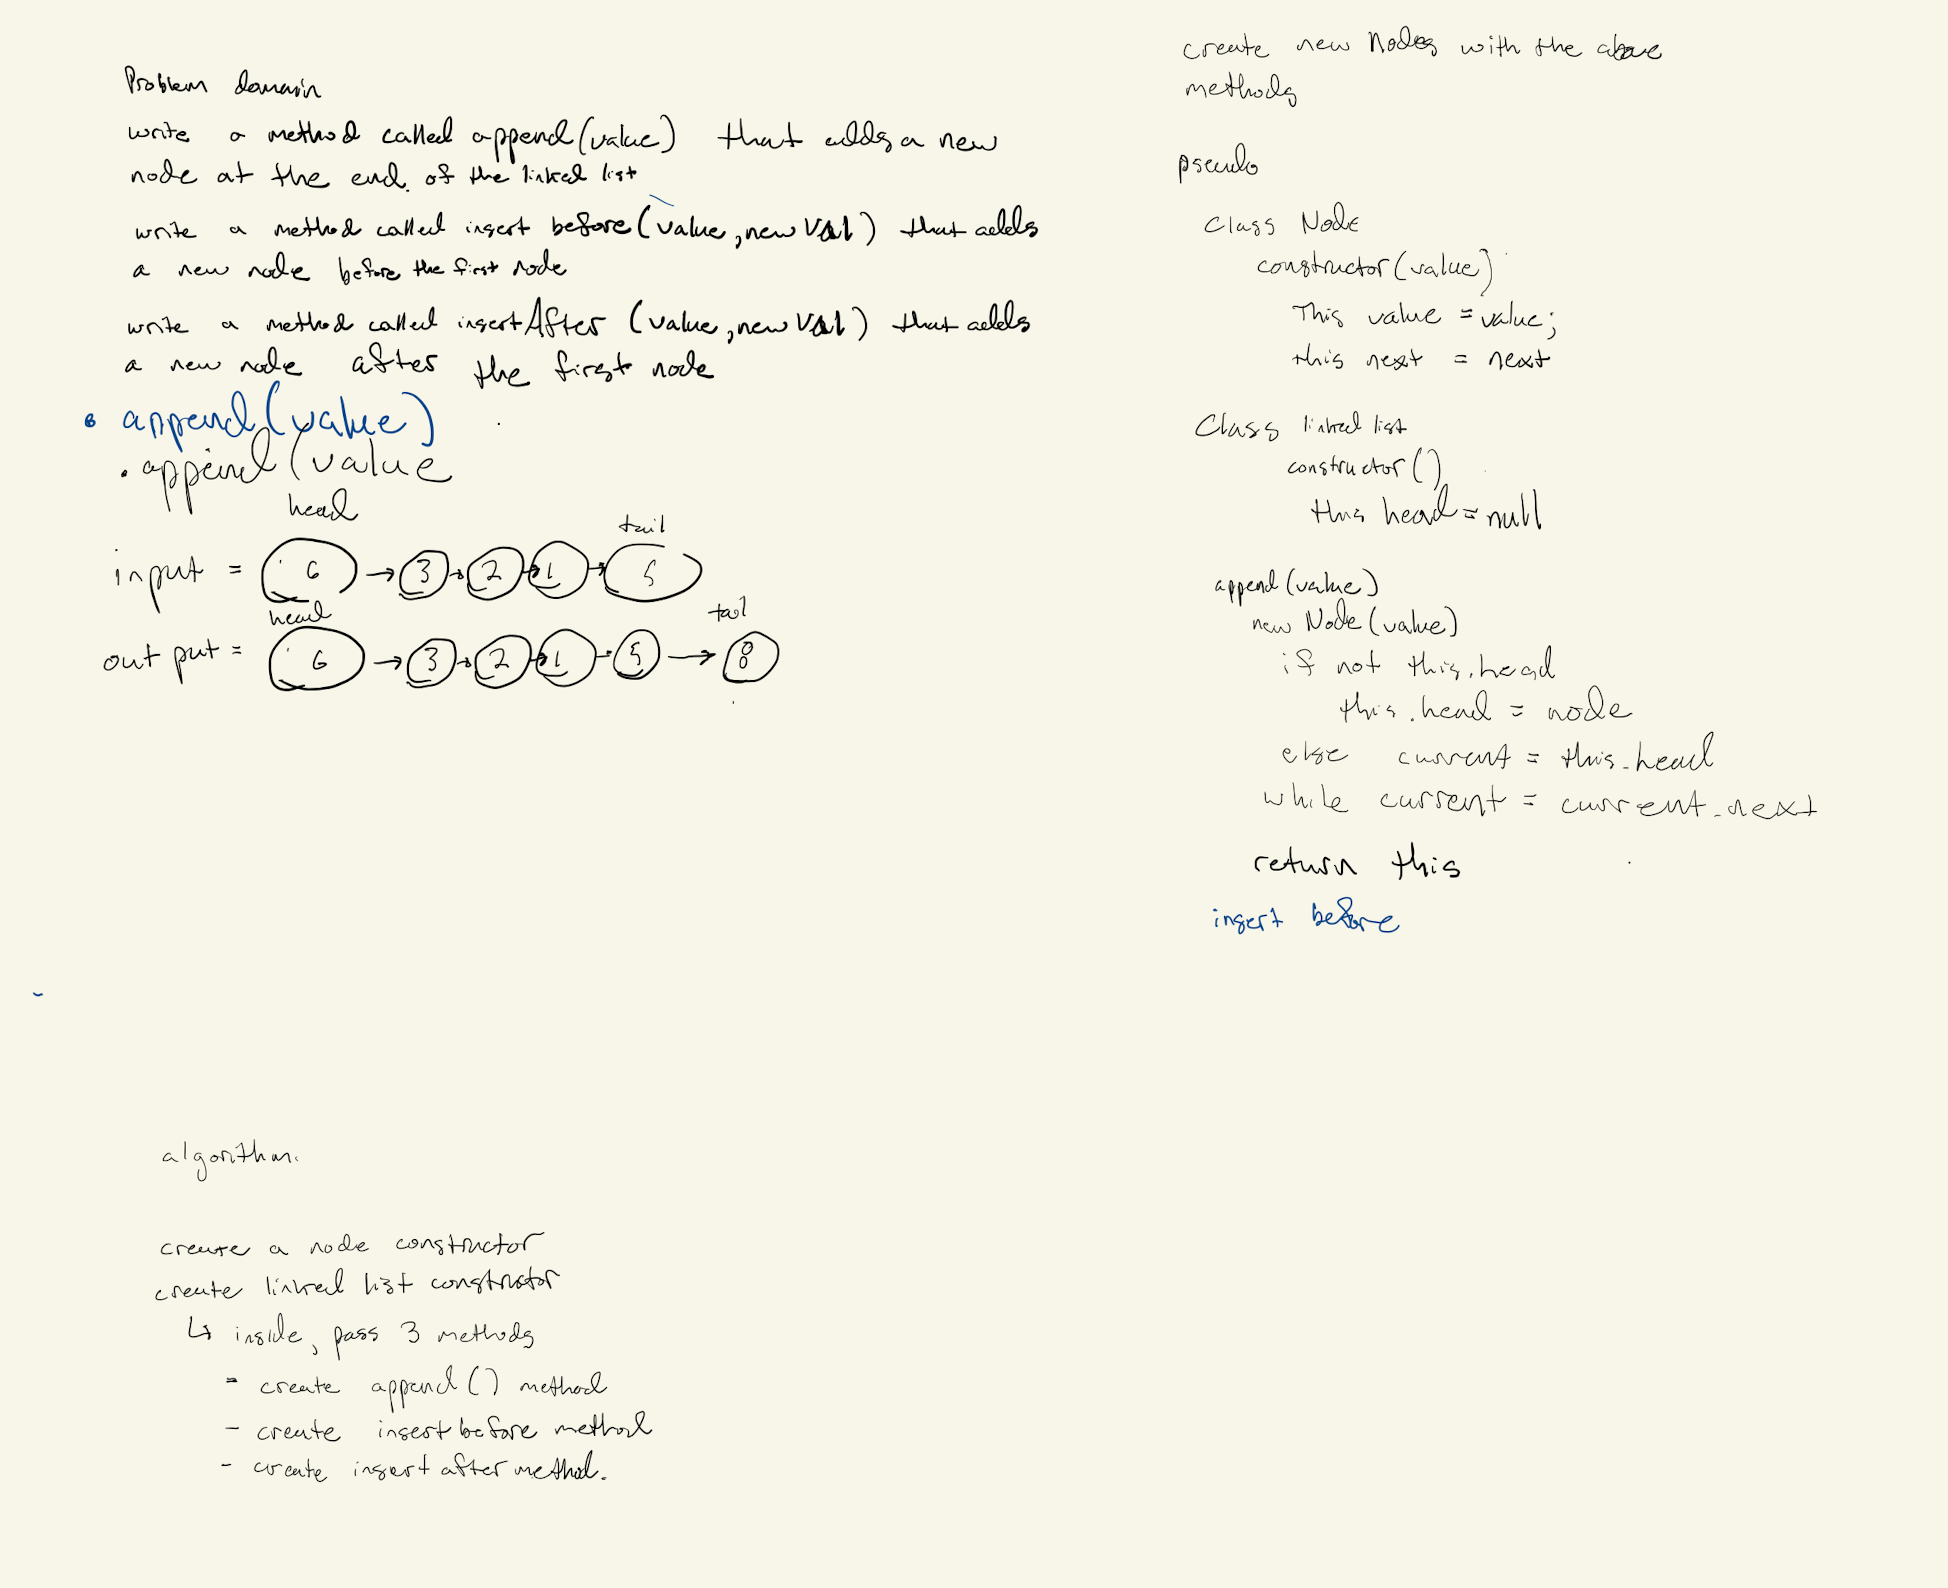 Problem domain
write a method called append(value) that adds a new
node at the end. of the linked list
write a method called insert before(value,newVal) that adds
a new node before the first node
write a method called insertAfter (value,newVal) that adds
a new node after the first node
• append(value)
. append(value
head
tail
input = 6 → 3 → 2 → 1 → 5
head
tail
out put = 6 → 3 → 2 → 1 → 5 → 8
algorithm.
create a node constructor
create linked list constructor
↳ inside, pass 3 methods
- create append() method
- create insert before method
- create insert after method.
create new Nodes with the above
methods
pseudo
Class Node
constructor(value)
This value = value;
this next = next
Class linked list
constructor()
this head = null
append(value)
new Node(value)
if not this.head
this.head = node
else current = this.head
while current = current.next
return this
insert before